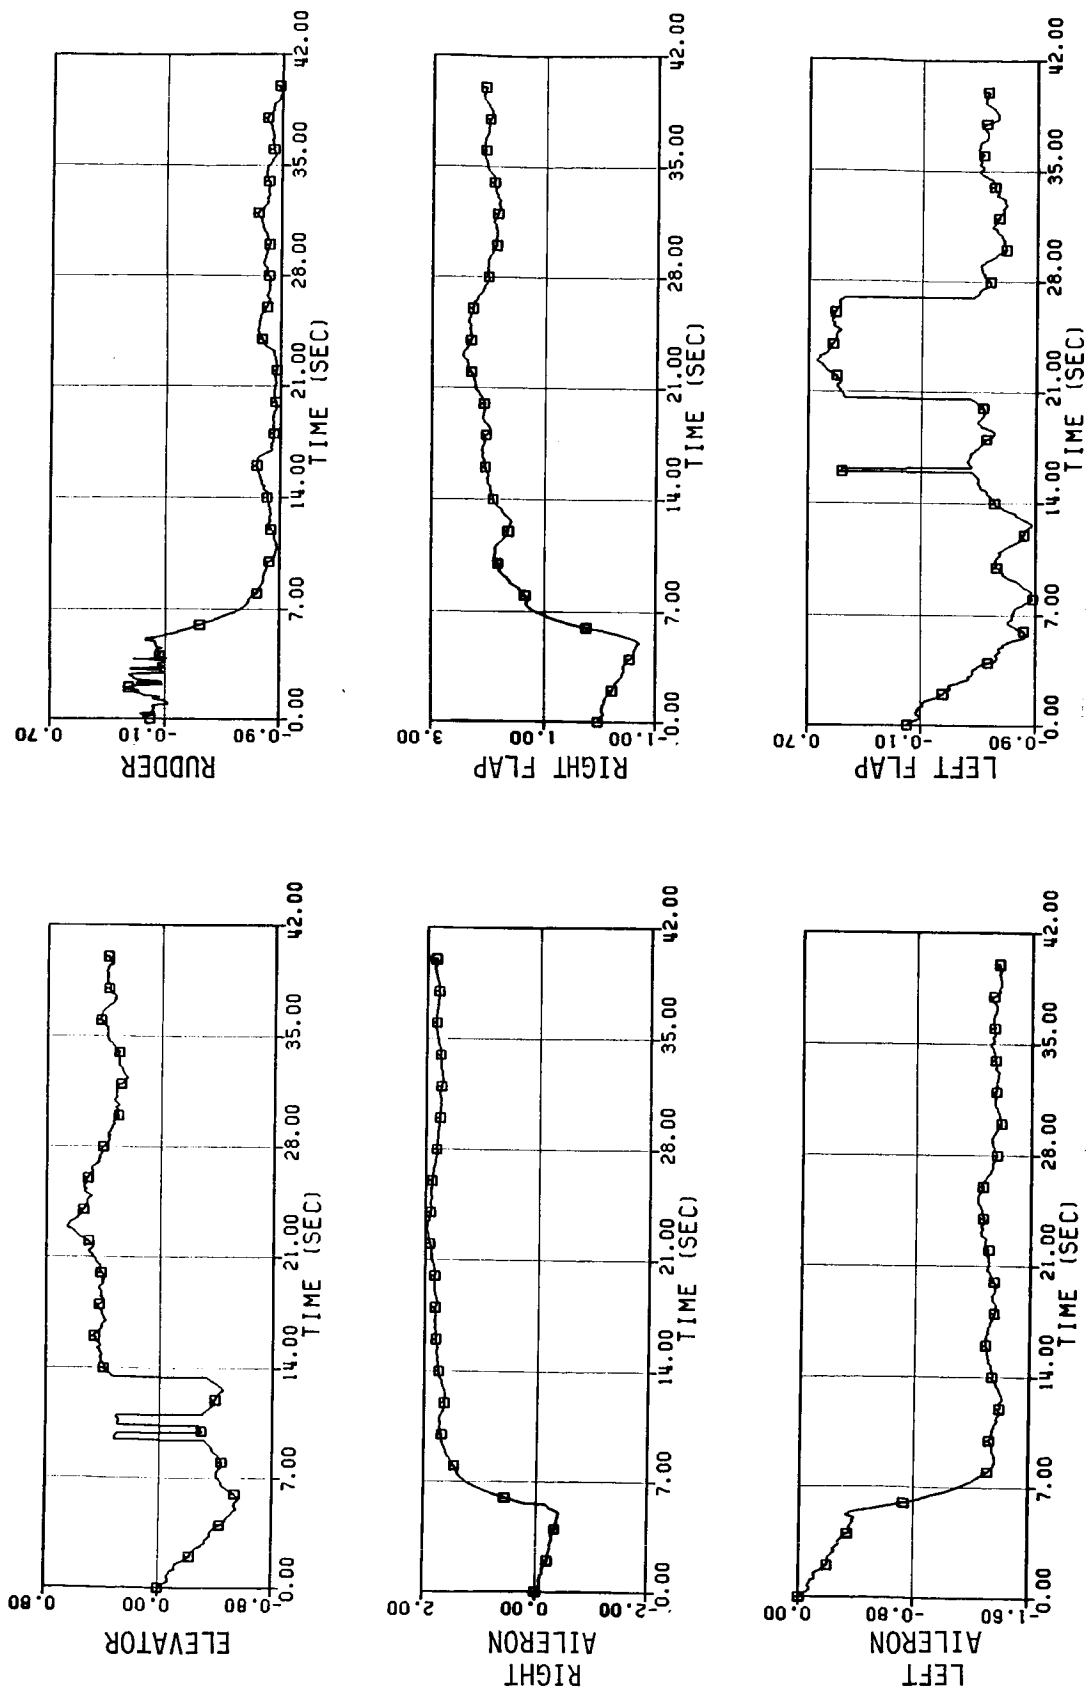 ELEVATOR
0.80
0.00
-0.80
0.00 7.00 14.00 21.00 28.00 35.00 42.00
TIME (SEC)
RUDDER
0.70
-0.10
-0.90
0.00 7.00 14.00 21.00 28.00 35.00 42.00
TIME (SEC)
RIGHT
AILERON
2.00
0.00
-2.00
0.00 7.00 14.00 21.00 28.00 35.00 42.00
TIME (SEC)
RIGHT FLAP
3.00
1.00
-1.00
0.00 7.00 14.00 21.00 28.00 35.00 42.00
TIME (SEC)
LEFT
AILERON
0.00
-0.80
-1.60
0.00 7.00 14.00 21.00 28.00 35.00 42.00
TIME (SEC)
LEFT FLAP
0.70
-0.10
-0.90
0.00 7.00 14.00 21.00 28.00 35.00 42.00
TIME (SEC)